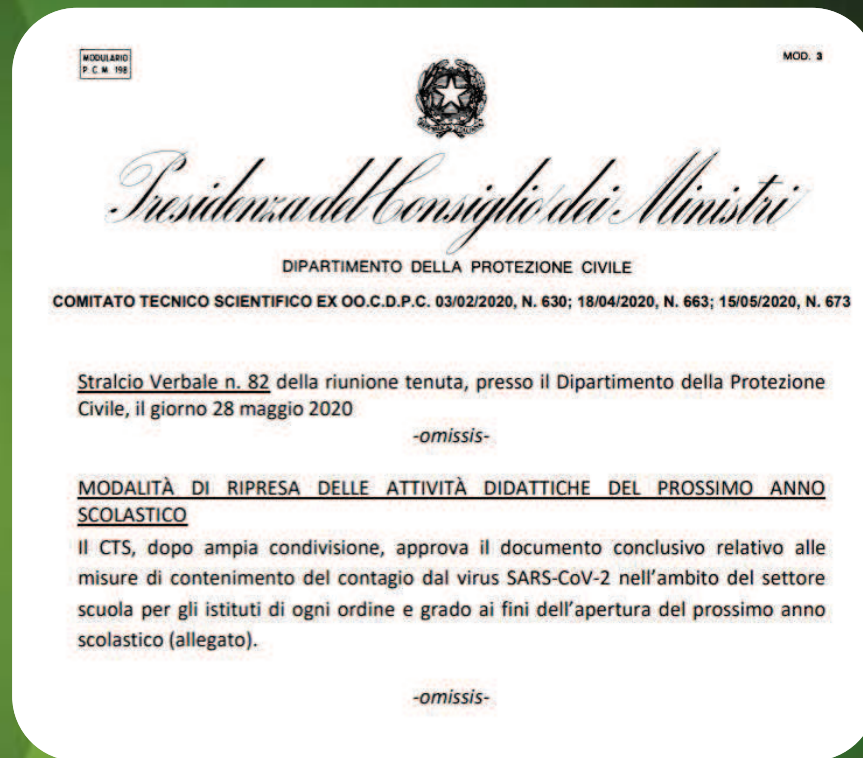 MODULARIO
P. C. M. 198
MOD. 3
Presidenza del Consiglio dei Ministri
DIPARTIMENTO DELLA PROTEZIONE CIVILE
COMITATO TECNICO SCIENTIFICO EX OO.C.D.P.C. 03/02/2020, N. 630; 18/04/2020, N. 663; 15/05/2020, N. 673
Stralcio Verbale n. 82 della riunione tenuta, presso il Dipartimento della Protezione
Civile, il giorno 28 maggio 2020
-omissis-
MODALITÀ DI RIPRESA DELLE ATTIVITÀ DIDATTICHE DEL PROSSIMO ANNO
SCOLASTICO
Il CTS, dopo ampia condivisione, approva il documento conclusivo relativo alle
misure di contenimento del contagio dal virus SARS-CoV-2 nell’ambito del settore
scuola per gli istituti di ogni ordine e grado ai fini dell’apertura del prossimo anno
scolastico (allegato).
-omissis-